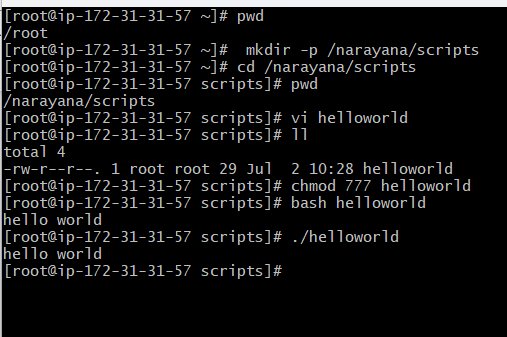 [root@ip-172-31-31-57 ~]# pwd
/root
[root@ip-172-31-31-57 ~]#  mkdir -p /narayana/scripts
[root@ip-172-31-31-57 ~]# cd /narayana/scripts
[root@ip-172-31-31-57 scripts]# pwd
/narayana/scripts
[root@ip-172-31-31-57 scripts]# vi helloworld
[root@ip-172-31-31-57 scripts]# ll
total 4
-rw-r--r--. 1 root root 29 Jul  2 10:28 helloworld
[root@ip-172-31-31-57 scripts]# chmod 777 helloworld
[root@ip-172-31-31-57 scripts]# bash helloworld
hello world
[root@ip-172-31-31-57 scripts]# ./helloworld
hello world
[root@ip-172-31-31-57 scripts]#